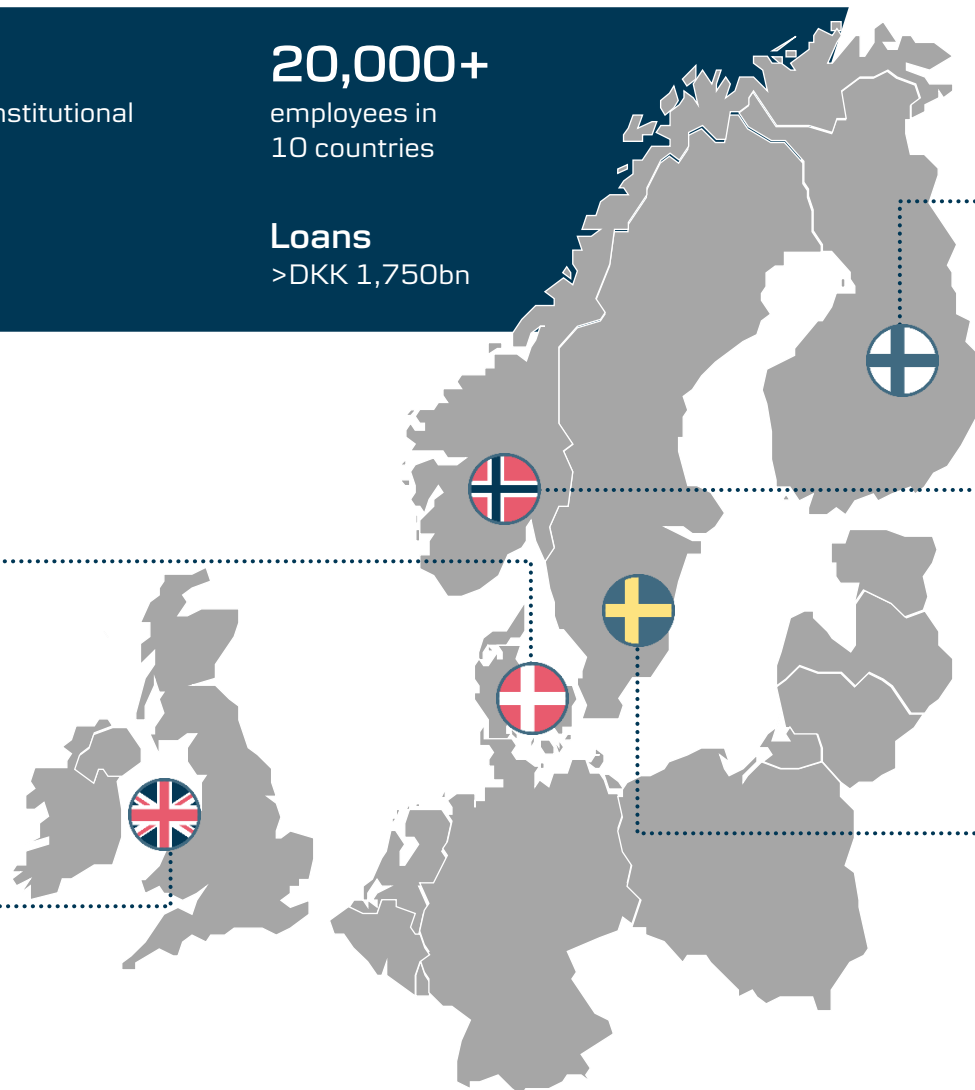 nstitutional
20,000+
employees in
10 countries
Loans
>DKK 1,750bn